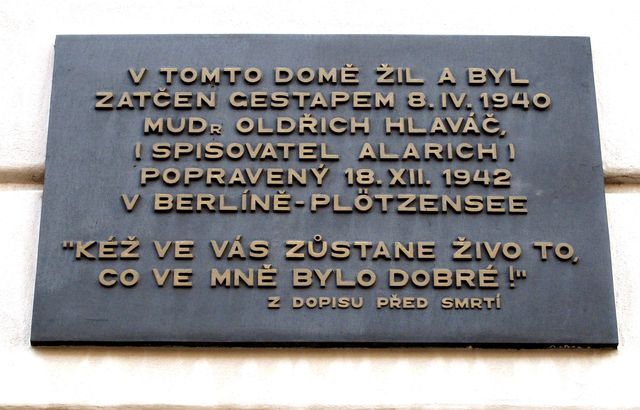 V TOMTO DOMĚ ŽIL A BYL
ZATČEN GESTAPEM 8. IV. 1940
MUDr OLDŘICH HLAVÁČ,
(SPISOVATEL ALARICH)
POPRAVENÝ 18. XII. 1942
V BERLÍNĚ-PLÖTZENSEE
"KÉŽ VE VÁS ZŮSTANE ŽIVO TO,
CO VE MNĚ BYLO DOBRÉ!"
Z DOPISU PŘED SMRTÍ